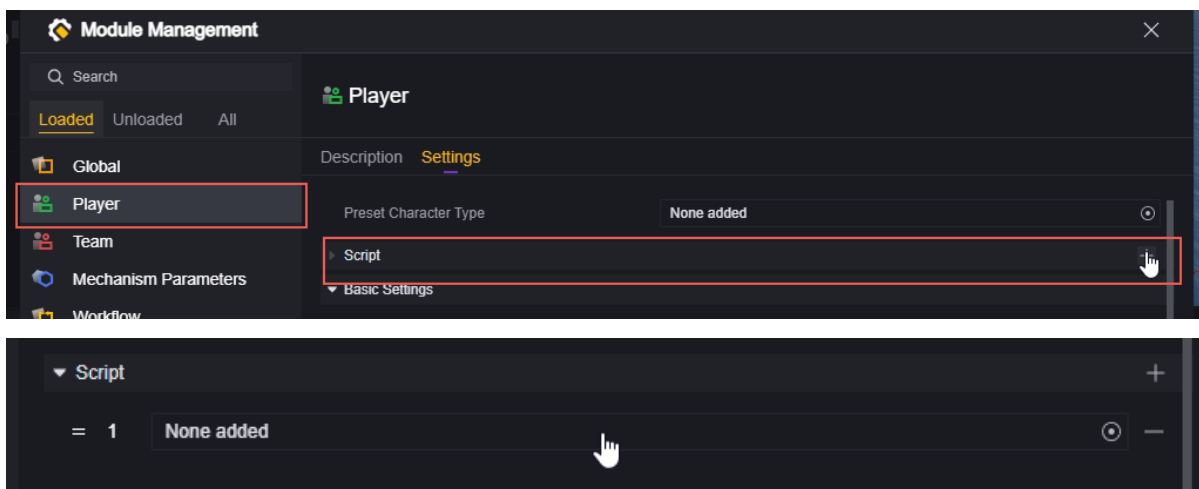 Module Management
Search
Loaded Unloaded All
Global
Player
Team
Mechanism Parameters
Workflow
Player
Description Settings
Preset Character Type None added
Script
Basic Settings
Script
= 1 None added